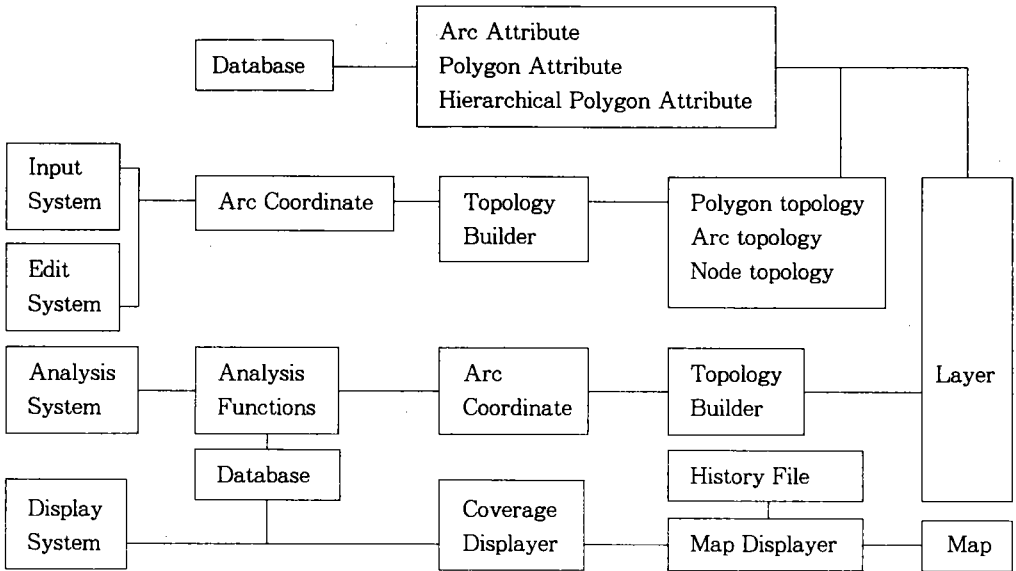 Database
Arc Attribute
Polygon Attribute
Hierarchical Polygon Attribute
Input
System
Edit
System
Arc Coordinate
Topology
Builder
Polygon topology
Arc topology
Node topology
Layer
Analysis
System
Analysis
Functions
Arc
Coordinate
Topology
Builder
Database
History File
Display
System
Coverage
Displayer
Map Displayer
Map